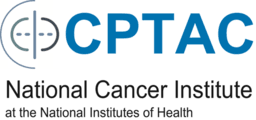 CPTAC
National Cancer Institute
at the National Institutes of Health